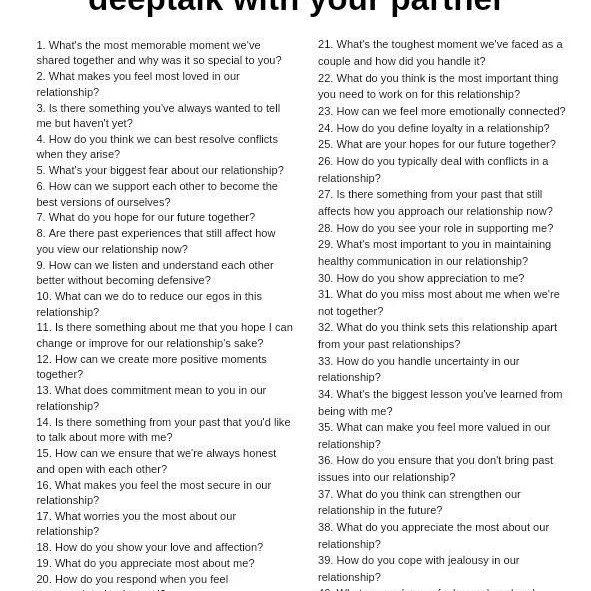 deeptalk with your partner
1. What's the most memorable moment we've
shared together and why was it so special to you?
2. What makes you feel most loved in our
relationship?
3. Is there something you've always wanted to tell
me but haven't yet?
4. How do you think we can best resolve conflicts
when they arise?
5. What's your biggest fear about our relationship?
6. How can we support each other to become the
best versions of ourselves?
7. What do you hope for our future together?
8. Are there past experiences that still affect how
you view our relationship now?
9. How can we listen and understand each other
better without becoming defensive?
10. What can we do to reduce our egos in this
relationship?
11. Is there something about me that you hope I can
change or improve for our relationship's sake?
12. How can we create more positive moments
together?
13. What does commitment mean to you in our
relationship?
14. Is there something from your past that you'd like
to talk about more with me?
15. How can we ensure that we're always honest
and open with each other?
16. What makes you feel the most secure in our
relationship?
17. What worries you the most about our
relationship?
18. How do you show your love and affection?
19. What do you appreciate most about me?
20. How do you respond when you feel
21. What's the toughest moment we've faced as a
couple and how did you handle it?
22. What do you think is the most important thing
you need to work on for this relationship?
23. How can we feel more emotionally connected?
24. How do you define loyalty in a relationship?
25. What are your hopes for our future together?
26. How do you typically deal with conflicts in a
relationship?
27. Is there something from your past that still
affects how you approach our relationship now?
28. How do you see your role in supporting me?
29. What's most important to you in maintaining
healthy communication in our relationship?
30. How do you show appreciation to me?
31. What do you miss most about me when we're
not together?
32. What do you think sets this relationship apart
from your past relationships?
33. How do you handle uncertainty in our
relationship?
34. What's the biggest lesson you've learned from
being with me?
35. What can make you feel more valued in our
relationship?
36. How do you ensure that you don't bring past
issues into our relationship?
37. What do you think can strengthen our
relationship in the future?
38. What do you appreciate the most about our
relationship?
39. How do you cope with jealousy in our
relationship?